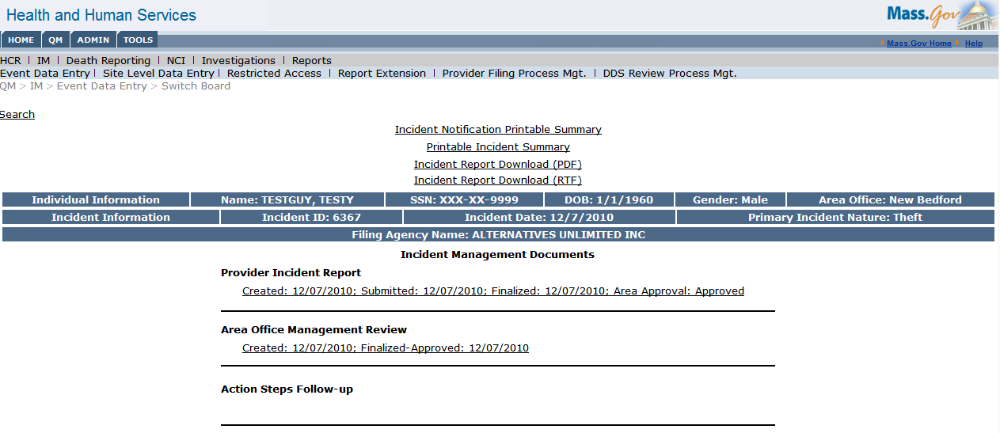 Health and Human Services
Mass.Gov
HOME QM ADMIN TOOLS
Mass.Gov Home Help
HCR | IM | Death Reporting | NCI | Investigations | Reports
Event Data Entry | Site Level Data Entry | Restricted Access | Report Extension | Provider Filing Process Mgt. | DDS Review Process Mgt.
QM > IM > Event Data Entry > Switch Board
Search
Incident Notification Printable Summary
Printable Incident Summary
Incident Report Download (PDF)
Incident Report Download (RTF)
Individual Information Name: TESTGUY, TESTY SSN: XXX-XX-9999 DOB: 1/1/1960 Gender: Male Area Office: New Bedford
Incident Information Incident ID: 6367 Incident Date: 12/7/2010 Primary Incident Nature: Theft
Filing Agency Name: ALTERNATIVES UNLIMITED INC
Incident Management Documents
Provider Incident Report
Created: 12/07/2010; Submitted: 12/07/2010; Finalized: 12/07/2010; Area Approval: Approved
Area Office Management Review
Created: 12/07/2010; Finalized-Approved: 12/07/2010
Action Steps Follow-up